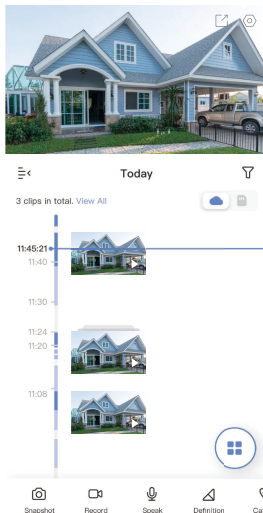 Today
3 clips in total. View All
11:45:21
11:40
11:30
11:24
11:20
11:08
Snapshot
Record
Speak
Definition